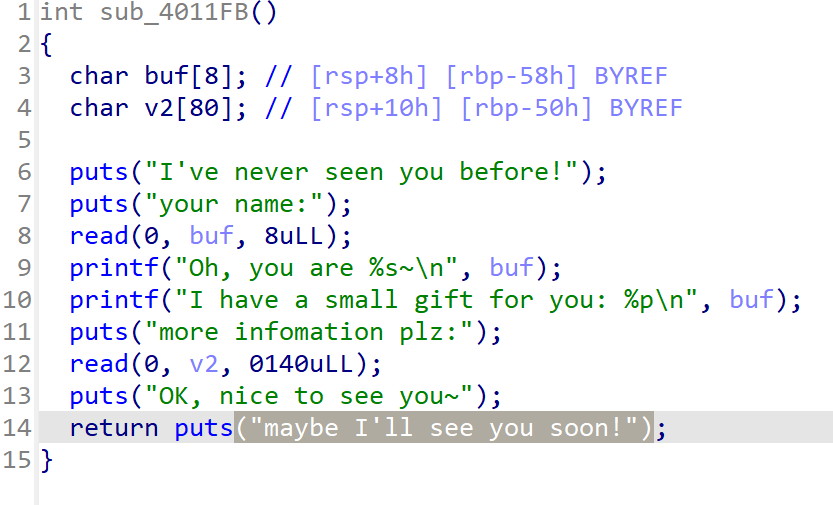 1 int sub_4011FB()
2 {
3   char buf[8]; // [rsp+8h] [rbp-58h] BYREF
4   char v2[80]; // [rsp+10h] [rbp-50h] BYREF
5
6   puts("I've never seen you before!");
7   puts("your name:");
8   read(0, buf, 8uLL);
9   printf("Oh, you are %s~\n", buf);
10   printf("I have a small gift for you: %p\n", buf);
11   puts("more infomation plz:");
12   read(0, v2, 0140uLL);
13   puts("OK, nice to see you~");
14   return puts("maybe I'll see you soon!");
15 }